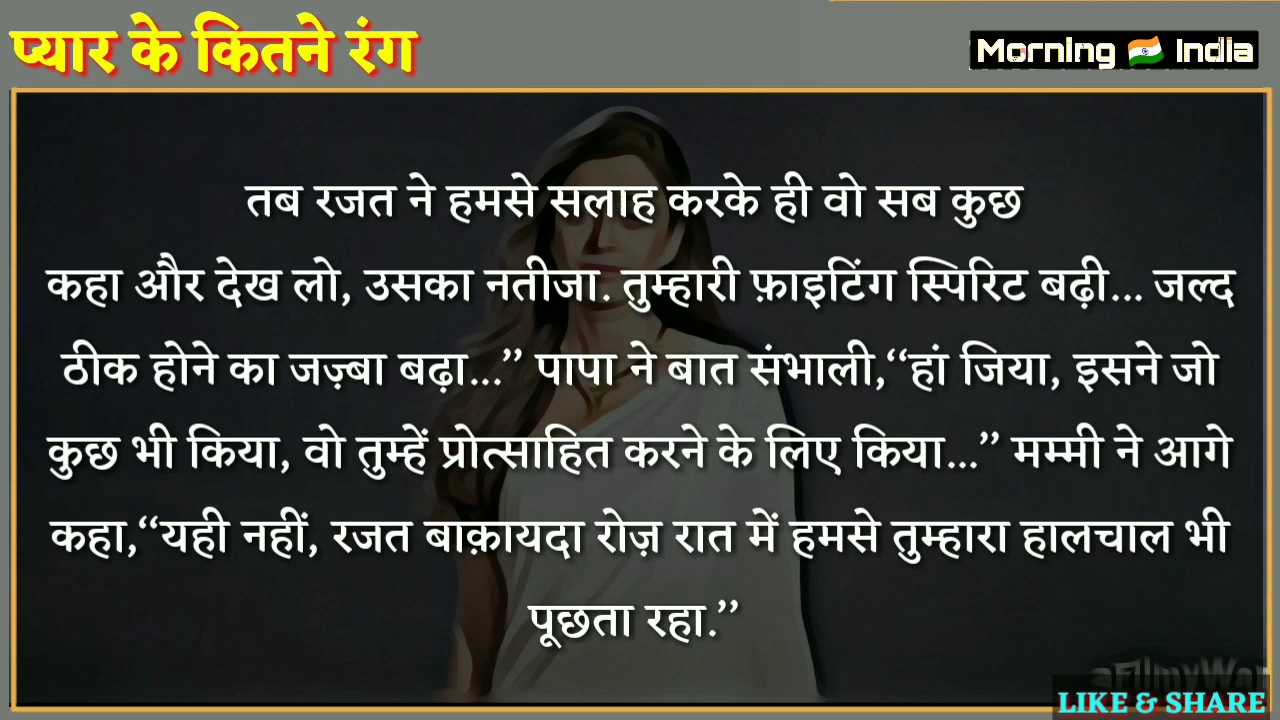 प्यार के कितने रंग
Morning India
तब रजत ने हमसे सलाह करके ही वो सब कुछ
कहा और देख लो, उसका नतीजा. तुम्हारी फ़ाइटिंग स्पिरिट बढ़ी... जल्द
ठीक होने का जज़्बा बढ़ा...’’ पापा ने बात संभाली,‘‘हां जिया, इसने जो
कुछ भी किया, वो तुम्हें प्रोत्साहित करने के लिए किया...’’ मम्मी ने आगे
कहा,‘‘यही नहीं, रजत बाक़ायदा रोज़ रात में हमसे तुम्हारा हालचाल भी
पूछता रहा.’’
LIKE & SHARE